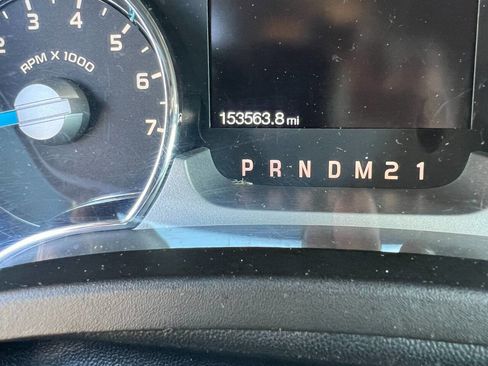 2 3 4 5 6 7
RPM X 1000
153563.8 mi
P R N D M 2 1